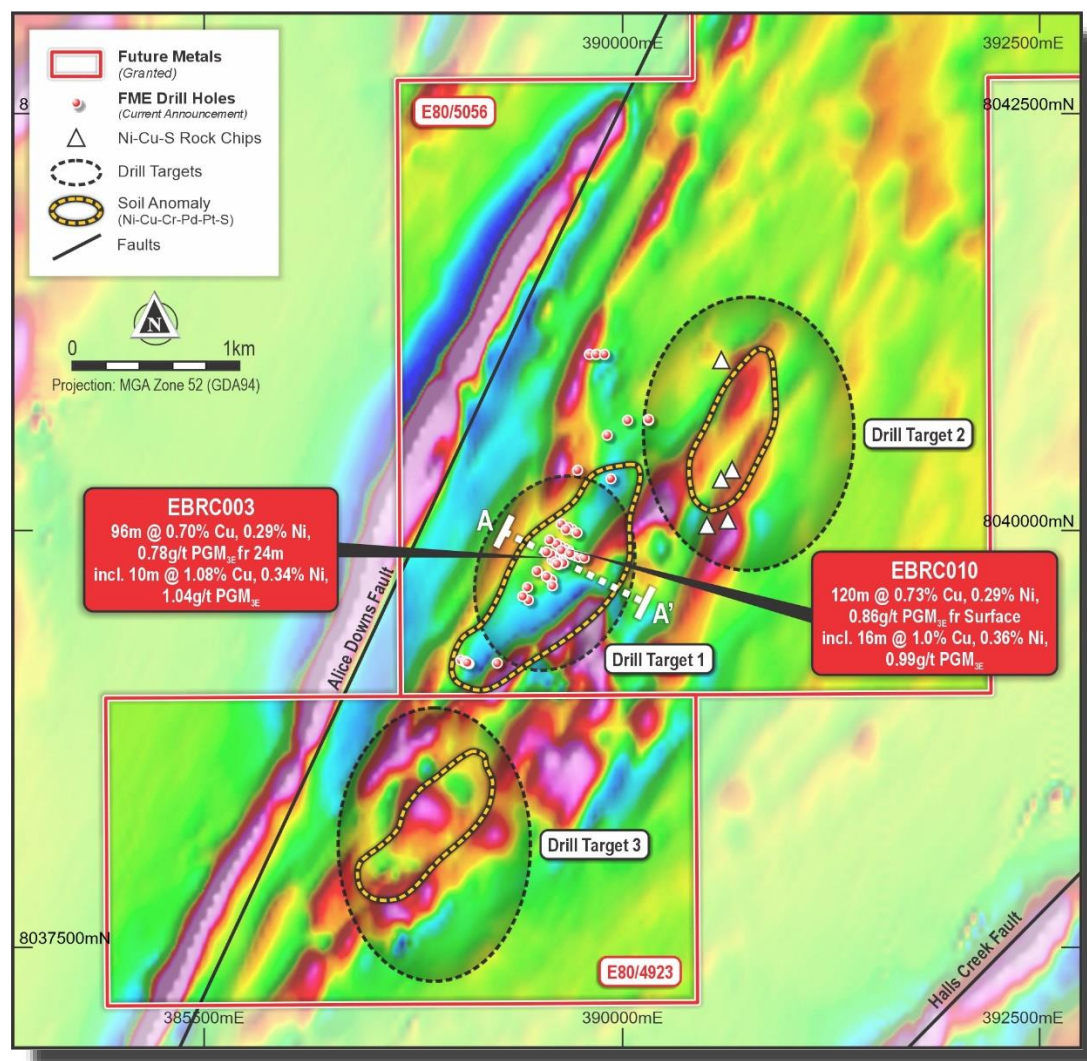 390000mE
392500mE
Future Metals
(Granted)
FME Drill Holes
(Current Announcement)
Ni-Cu-S Rock Chips
Drill Targets
Soil Anomaly
(Ni-Cu-Cr-Pd-Pt-S)
Faults
8
E80/5056
8042500mN
N
0 1km
Projection: MGA Zone 52 (GDA94)
Drill Target 2
EBRC003
96m @ 0.70% Cu, 0.29% Ni,
0.78g/t PGM3E fr 24m
incl. 10m @ 1.08% Cu, 0.34% Ni,
1.04g/t PGM3E
A
A'
8040000mN
EBRC010
120m @ 0.73% Cu, 0.29% Ni,
0.86g/t PGM3E fr Surface
incl. 16m @ 1.0% Cu, 0.36% Ni,
0.99g/t PGM3E
Alice Downs Fault
Drill Target 1
Drill Target 3
8037500mN
E80/4923
Halls Creek Fault
385500mE
390000mE
392500mE